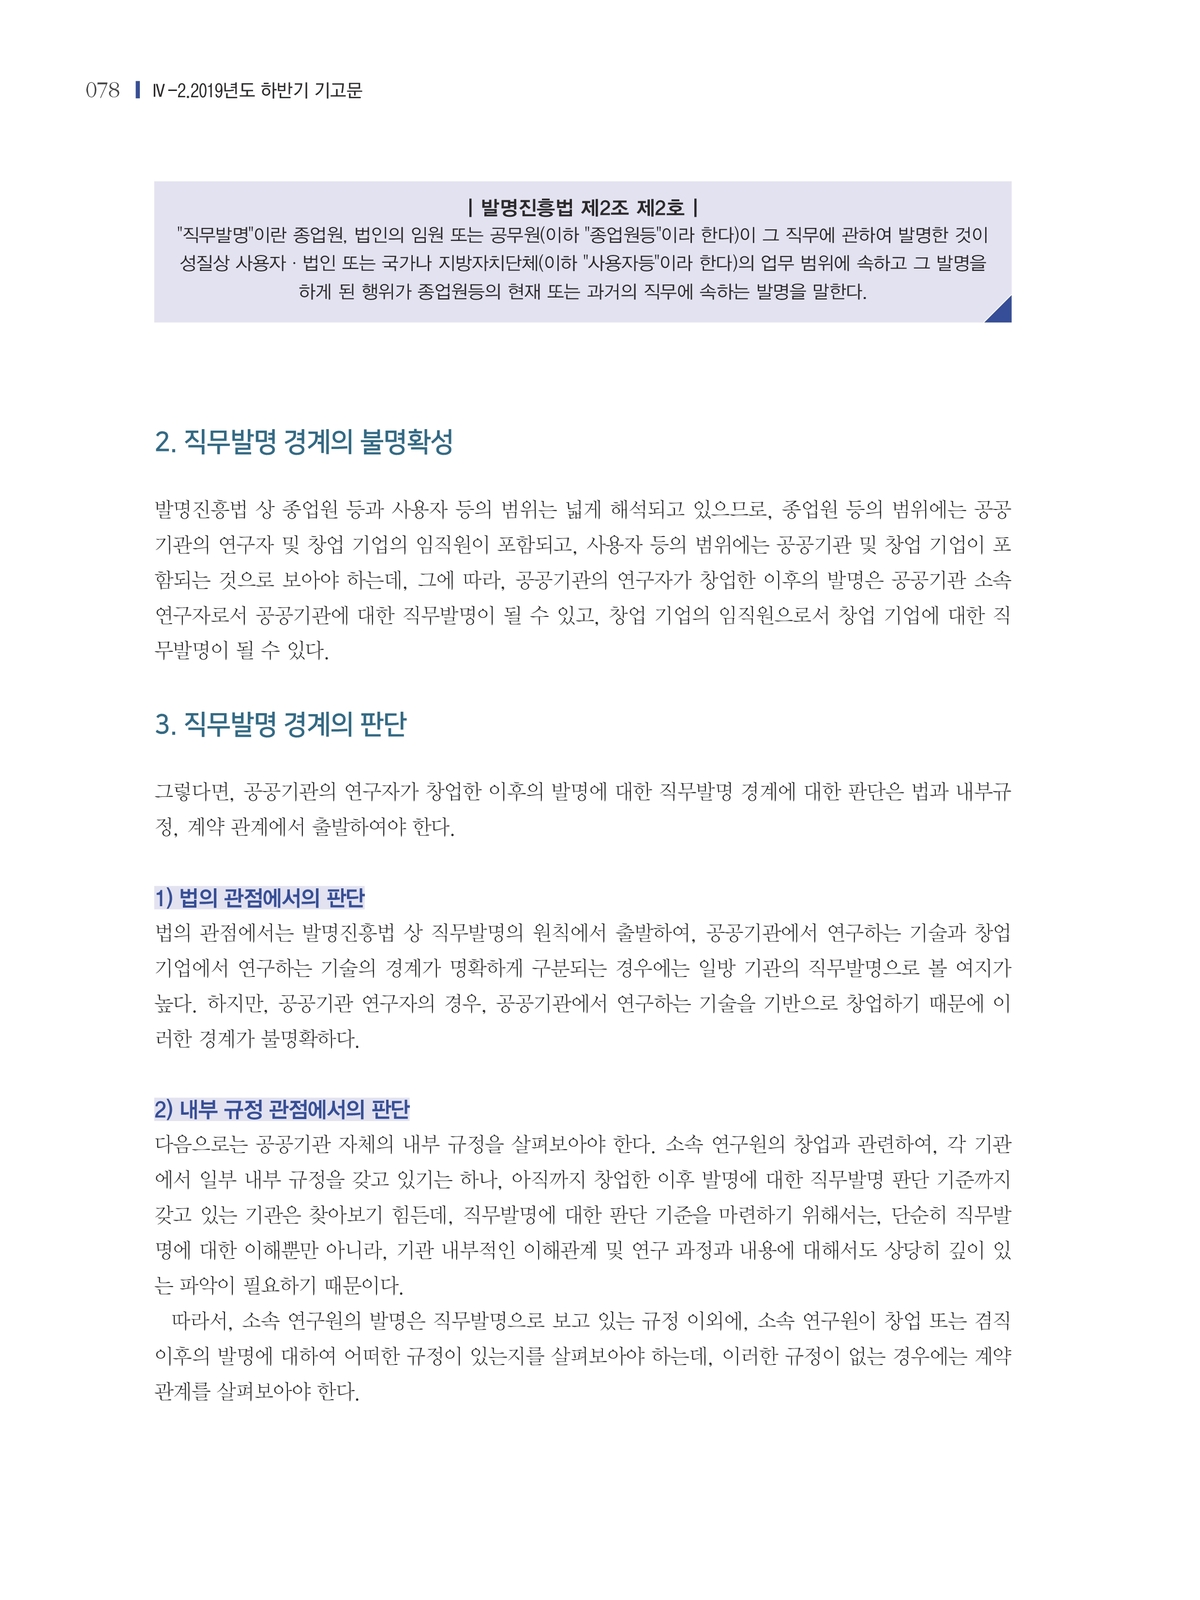 078 Ⅳ-2.2019년도 하반기 기고문
| 발명진흥법 제2조 제2호 |
"직무발명"이란 종업원, 법인의 임원 또는 공무원(이하 "종업원등"이라 한다)이 그 직무에 관하여 발명한 것이
성질상 사용자 · 법인 또는 국가나 지방자치단체(이하 "사용자등"이라 한다)의 업무 범위에 속하고 그 발명을
하게 된 행위가 종업원등의 현재 또는 과거의 직무에 속하는 발명을 말한다.
2. 직무발명 경계의 불명확성
발명진흥법 상 종업원 등과 사용자 등의 범위는 넓게 해석되고 있으므로, 종업원 등의 범위에는 공공
기관의 연구자 및 창업 기업의 임직원이 포함되고, 사용자 등의 범위에는 공공기관 및 창업 기업이 포
함되는 것으로 보아야 하는데, 그에 따라, 공공기관의 연구자가 창업한 이후의 발명은 공공기관 소속
연구자로서 공공기관에 대한 직무발명이 될 수 있고, 창업 기업의 임직원으로서 창업 기업에 대한 직
무발명이 될 수 있다.
3. 직무발명 경계의 판단
그렇다면, 공공기관의 연구자가 창업한 이후의 발명에 대한 직무발명 경계에 대한 판단은 법과 내부규
정, 계약 관계에서 출발하여야 한다.
1) 법의 관점에서의 판단
법의 관점에서는 발명진흥법 상 직무발명의 원칙에서 출발하여, 공공기관에서 연구하는 기술과 창업
기업에서 연구하는 기술의 경계가 명확하게 구분되는 경우에는 일방 기관의 직무발명으로 볼 여지가
높다. 하지만, 공공기관 연구자의 경우, 공공기관에서 연구하는 기술을 기반으로 창업하기 때문에 이
러한 경계가 불명확하다.
2) 내부 규정 관점에서의 판단
다음으로는 공공기관 자체의 내부 규정을 살펴보아야 한다. 소속 연구원의 창업과 관련하여, 각 기관
에서 일부 내부 규정을 갖고 있기는 하나, 아직까지 창업한 이후 발명에 대한 직무발명 판단 기준까지
갖고 있는 기관은 찾아보기 힘든데, 직무발명에 대한 판단 기준을 마련하기 위해서는, 단순히 직무발
명에 대한 이해뿐만 아니라, 기관 내부적인 이해관계 및 연구 과정과 내용에 대해서도 상당히 깊이 있
는 파악이 필요하기 때문이다.
따라서, 소속 연구원의 발명은 직무발명으로 보고 있는 규정 이외에, 소속 연구원이 창업 또는 겸직
이후의 발명에 대하여 어떠한 규정이 있는지를 살펴보아야 하는데, 이러한 규정이 없는 경우에는 계약
관계를 살펴보아야 한다.